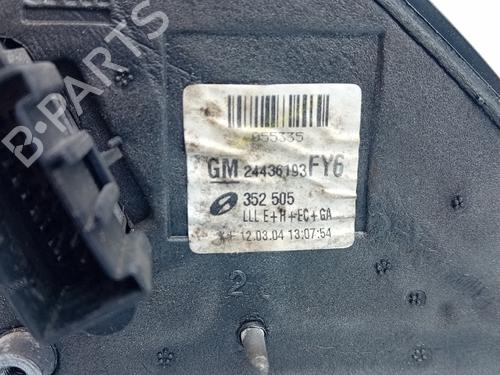 B-PARTS
855335
GM 24436193 FY6
352 505
LLL E+H+EC+GA
12.03.04 13:07:54
2